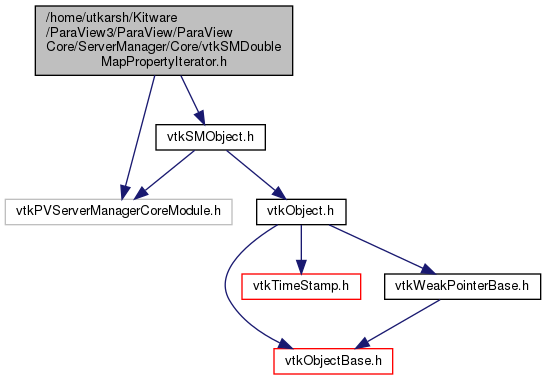 /home/utkarsh/Kitware
/ParaView3/ParaView/ParaView
Core/ServerManager/Core/vtkSMDouble
MapPropertyIterator.h
vtkSMObject.h
vtkPVServerManagerCoreModule.h
vtkObject.h
vtkTimeStamp.h
vtkWeakPointerBase.h
vtkObjectBase.h